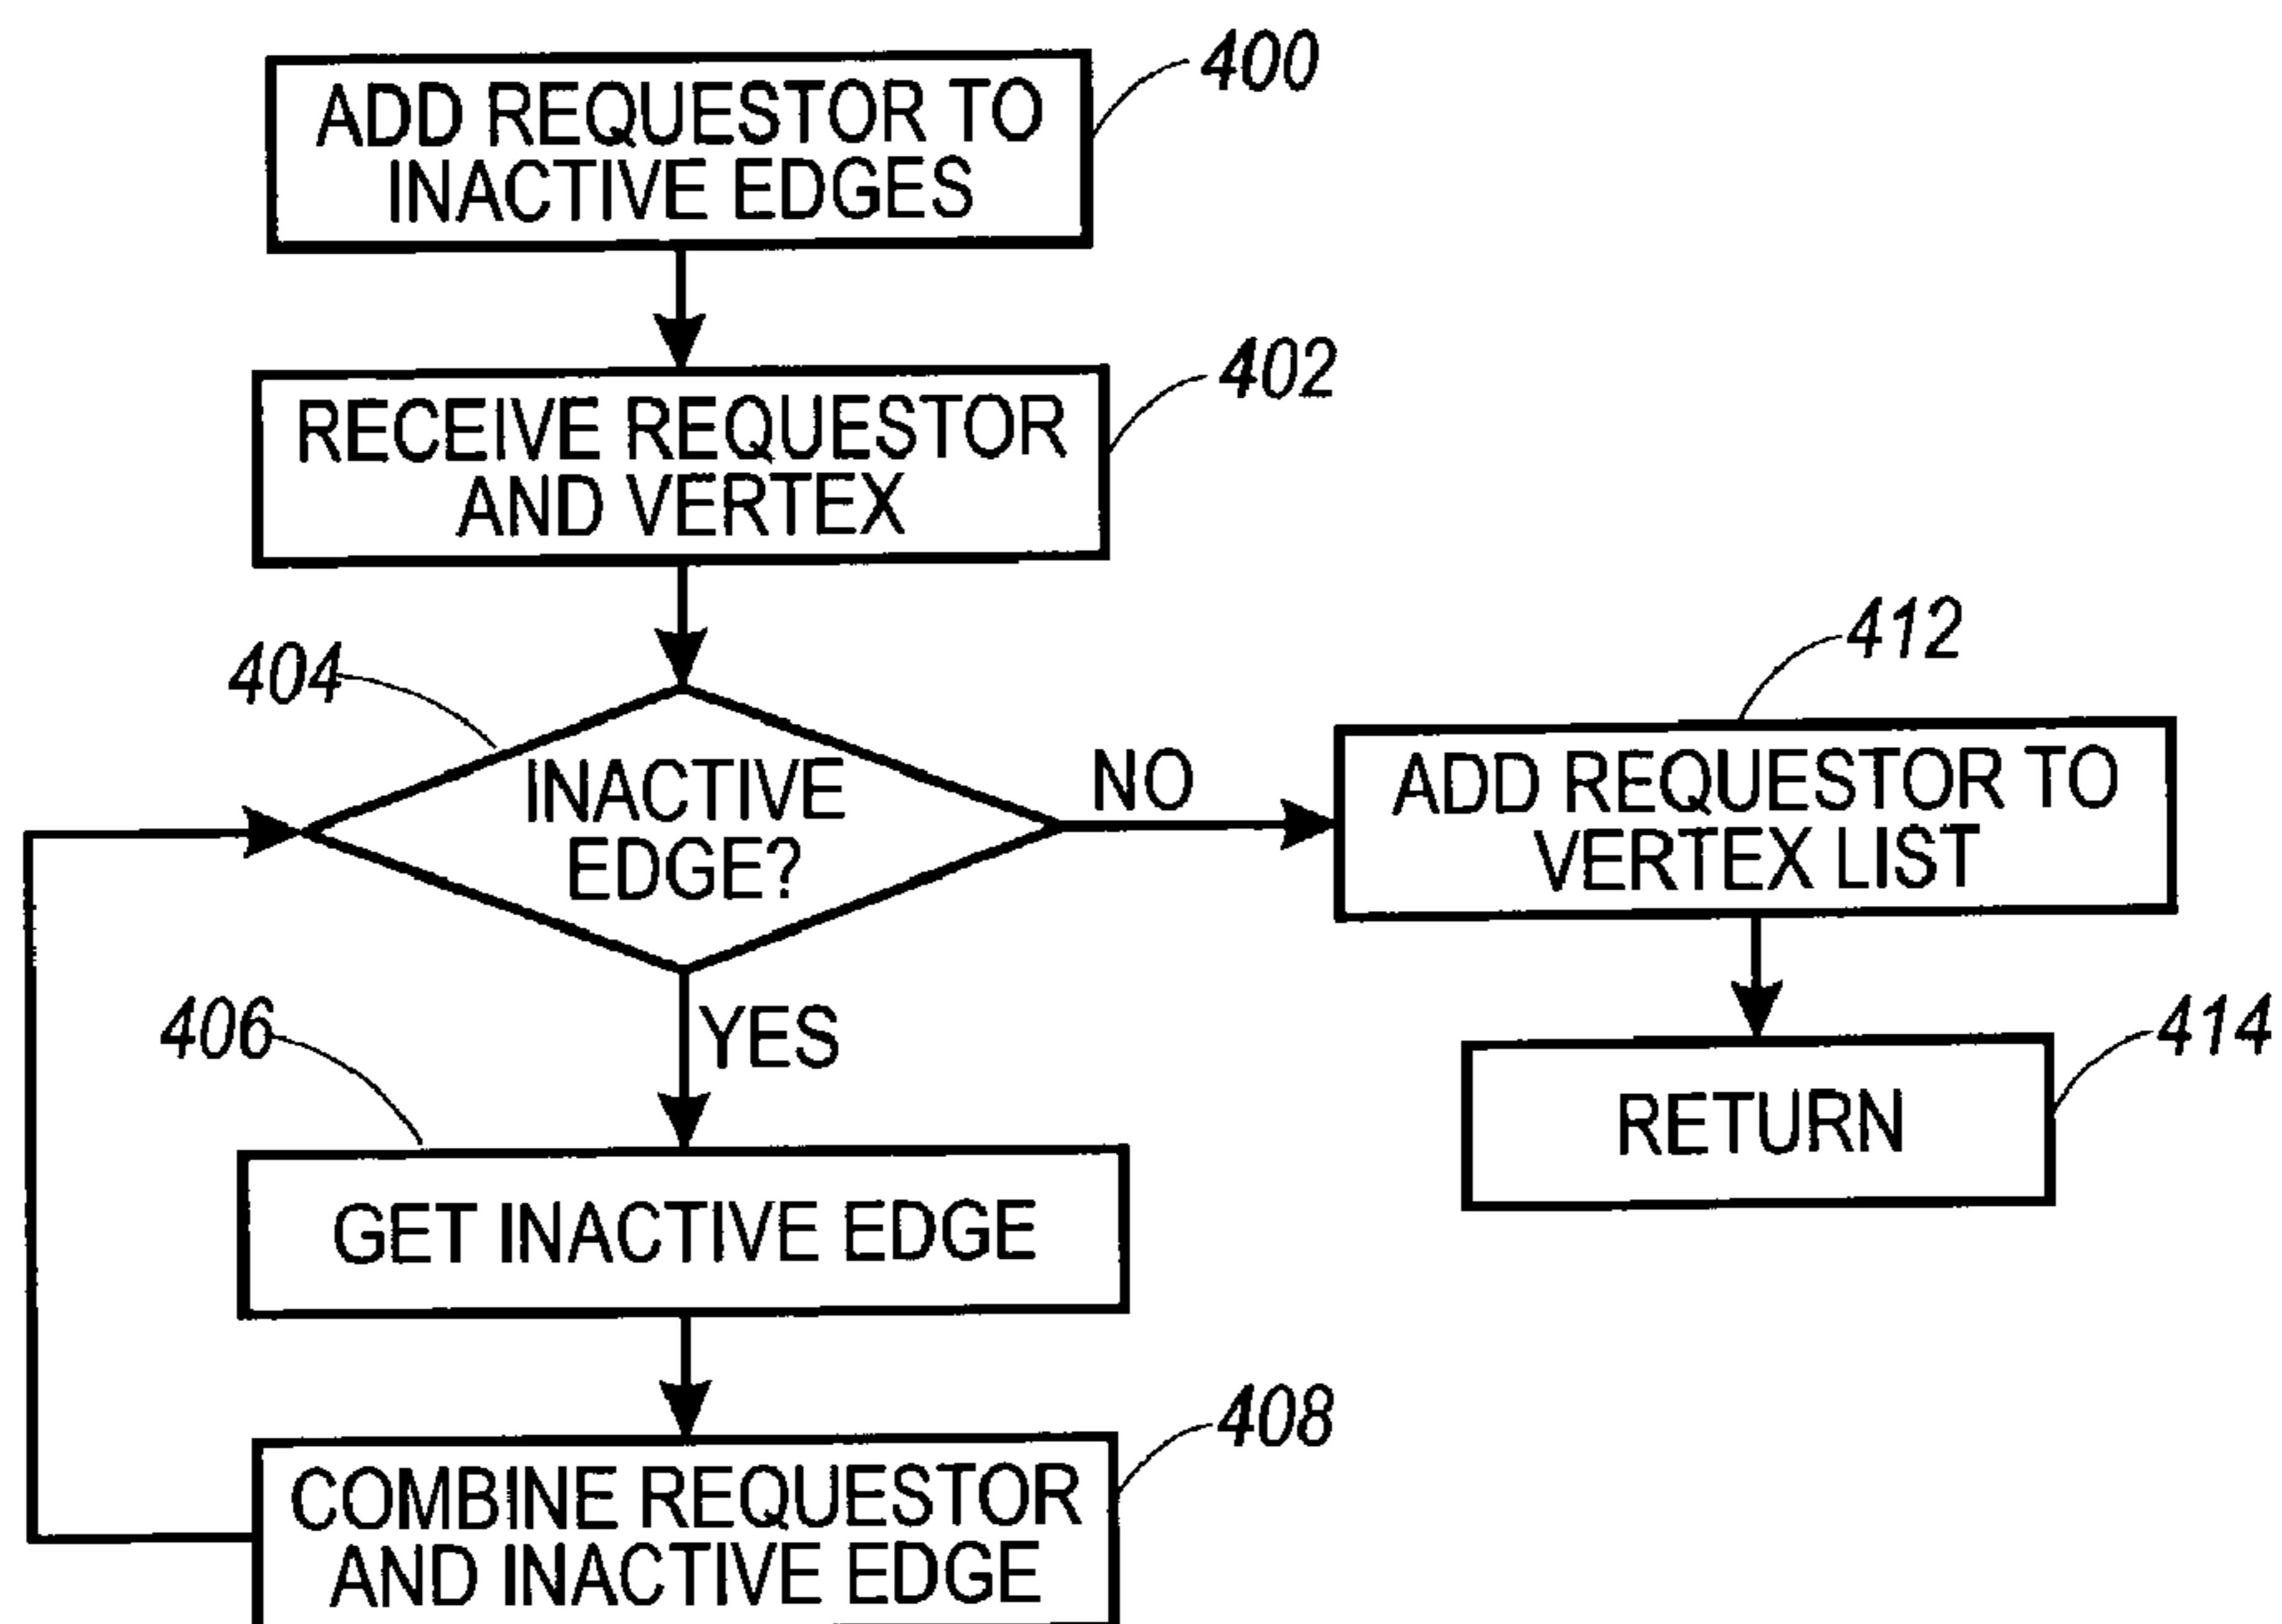 400
ADD REQUESTOR TO
INACTIVE EDGES
402
RECEIVE REQUESTOR
AND VERTEX
404
INACTIVE
EDGE?
NO
412
ADD REQUESTOR TO
VERTEX LIST
YES
406
414
RETURN
GET INACTIVE EDGE
408
COMBINE REQUESTOR
AND INACTIVE EDGE